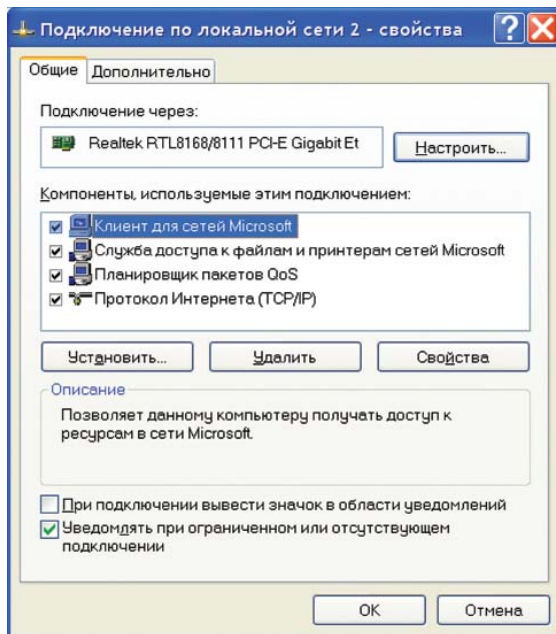 Подключение по локальной сети 2 - свойства
Общие Дополнительно
Подключение через:
Realtek RTL8168/8111 PCI-E Gigabit Et Настроить...
Компоненты, используемые этим подключением:
Клиент для сетей Microsoft
Служба доступа к файлам и принтерам сетей Microsoft
Планировщик пакетов QoS
Протокол Интернета (TCP/IP)
Установить... Удалить Свойства
Описание
Позволяет данному компьютеру получать доступ к
ресурсам в сети Microsoft.
При подключении вывести значок в области уведомлений
Уведомлять при ограниченном или отсутствующем
подключении
OK Отмена